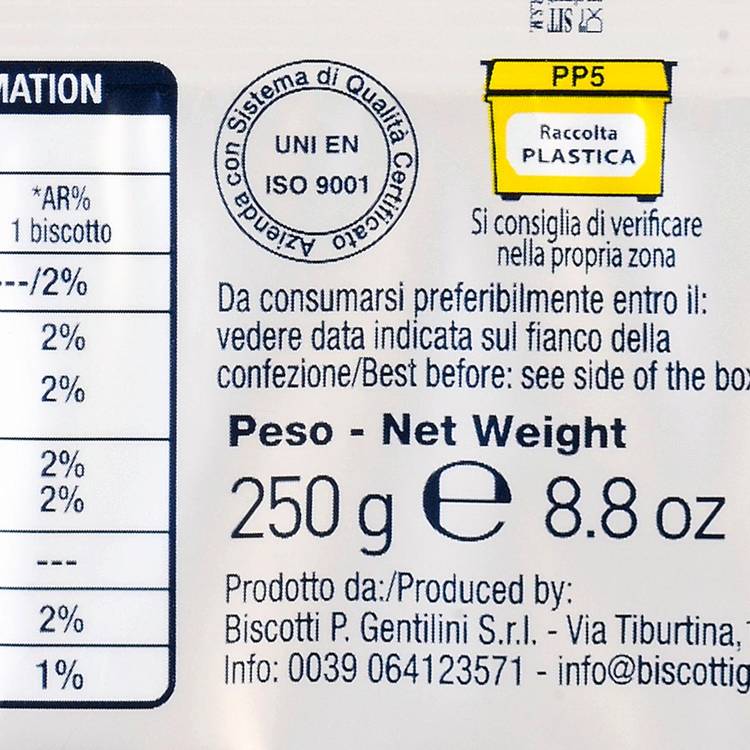 SIT
MATION
*AR%
1 biscotto
---/2%
2%
2%
2%
2%
---
2%
1%
Azienda con Sistema di Qualità Certificato
UNI EN
ISO 9001
PP5
Raccolta
PLASTICA
Si consiglia di verificare
nella propria zona
Da consumarsi preferibilmente entro il:
vedere data indicata sul fianco della
confezione/Best before: see side of the box
Peso - Net Weight
250 g e 8.8 oz
Prodotto da:/Produced by:
Biscotti P. Gentilini S.r.l. - Via Tiburtina,
Info: 0039 064123571 - info@biscottig